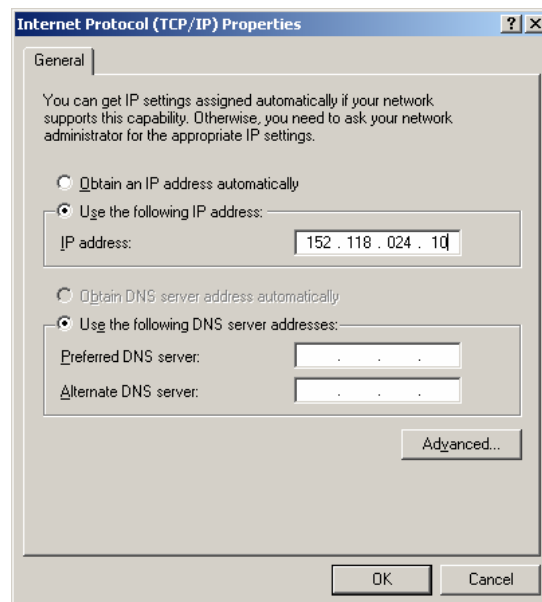 Internet Protocol (TCP/IP) Properties
General
You can get IP settings assigned automatically if your network
supports this capability. Otherwise, you need to ask your network
administrator for the appropriate IP settings.
Obtain an IP address automatically
Use the following IP address:
IP address: 152 . 118 . 024 . 10
Obtain DNS server address automatically
Use the following DNS server addresses:
Preferred DNS server: . . .
Alternate DNS server: . . .
Advanced...
OK Cancel